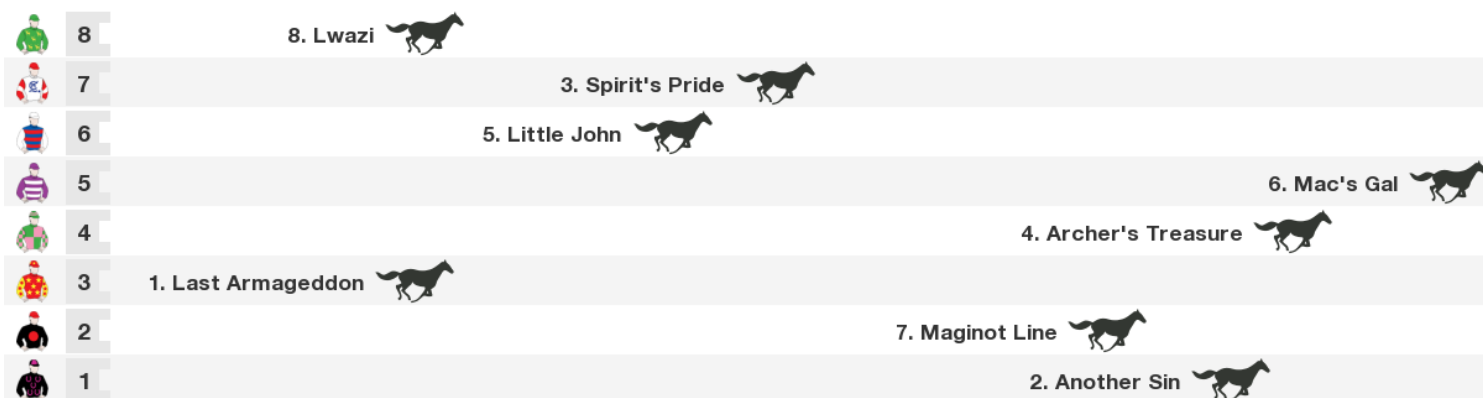 8 8. Lwazi
7 3. Spirit's Pride
6 5. Little John
5 6. Mac's Gal
4 4. Archer's Treasure
3 1. Last Armageddon
2 7. Maginot Line
1 2. Another Sin